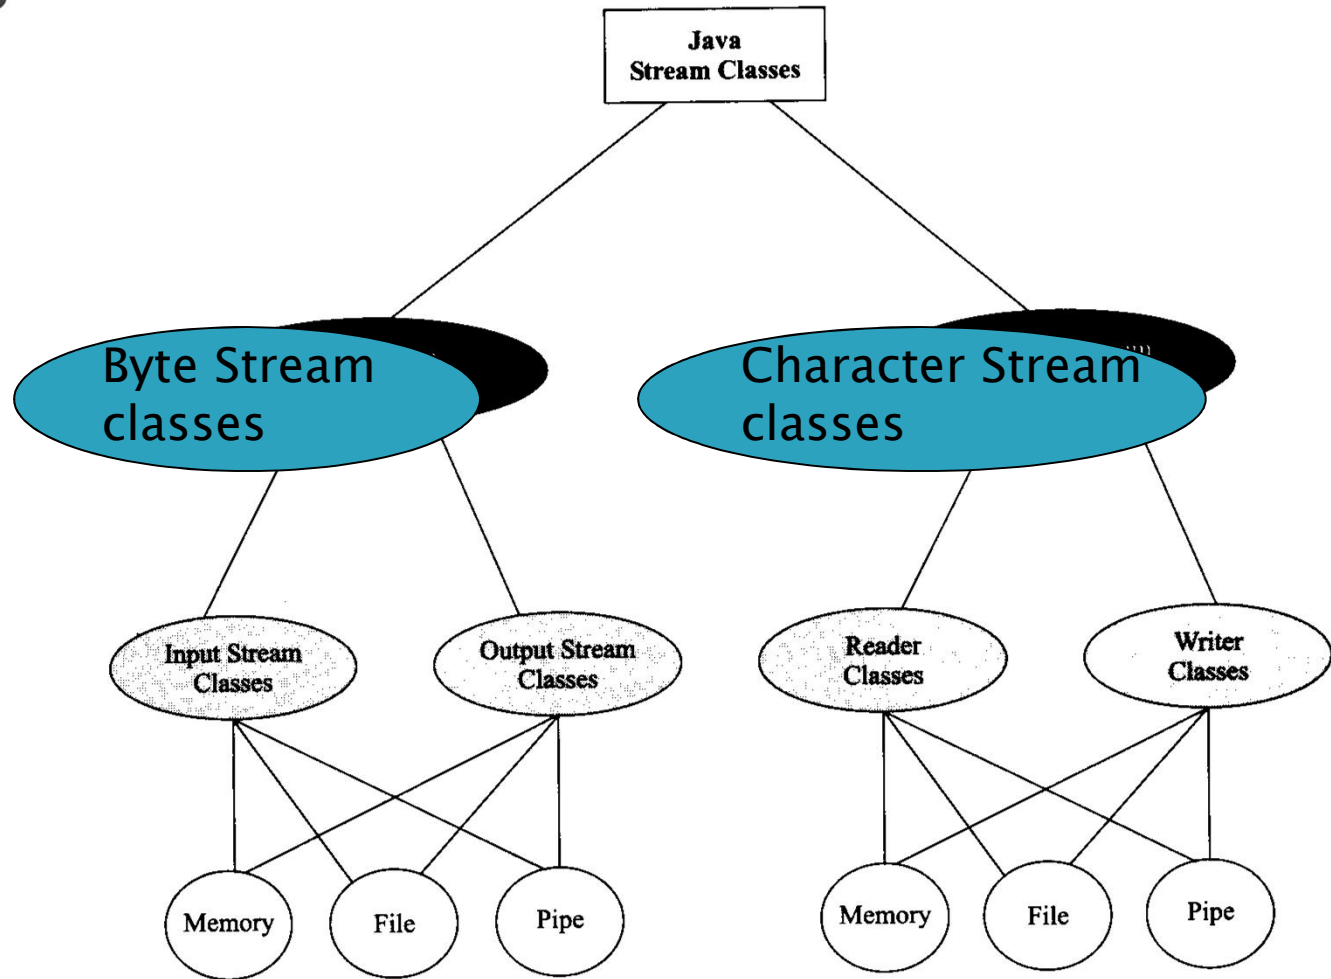 Java
Stream Classes
Byte Stream
classes
Character Stream
classes
Input Stream
Classes
Output Stream
Classes
Reader
Classes
Writer
Classes
Memory
File
Pipe
Memory
File
Pipe